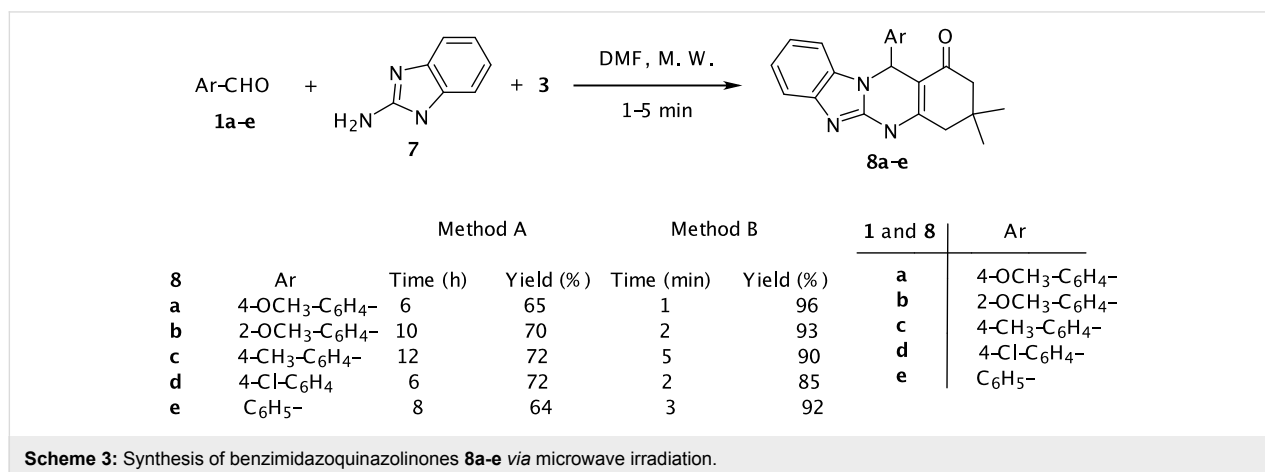 Ar-CHO + H2N N N + 3 DMF, M. W. Ar O
1a-e 7 1–5 min N N N 8a-e
Method A Method B 1 and 8 Ar
8 Ar Time (h) Yield (%) Time (min) Yield (%)
a 4-OCH3-C6H4– 6 65 1 96
b 2-OCH3-C6H4– 10 70 2 93
c 4-CH3-C6H4– 12 72 5 90
d 4-Cl-C6H4 6 72 2 85
e C6H5– 8 64 3 92
a 4-OCH3-C6H4–
b 2-OCH3-C6H4–
c 4-CH3-C6H4–
d 4-Cl-C6H4–
e C6H5–
Scheme 3: Synthesis of benzimidazoquinazolinones 8a-e via microwave irradiation.